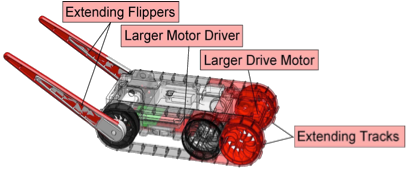 Extending Flippers
Larger Motor Driver
Larger Drive Motor
Extending Tracks